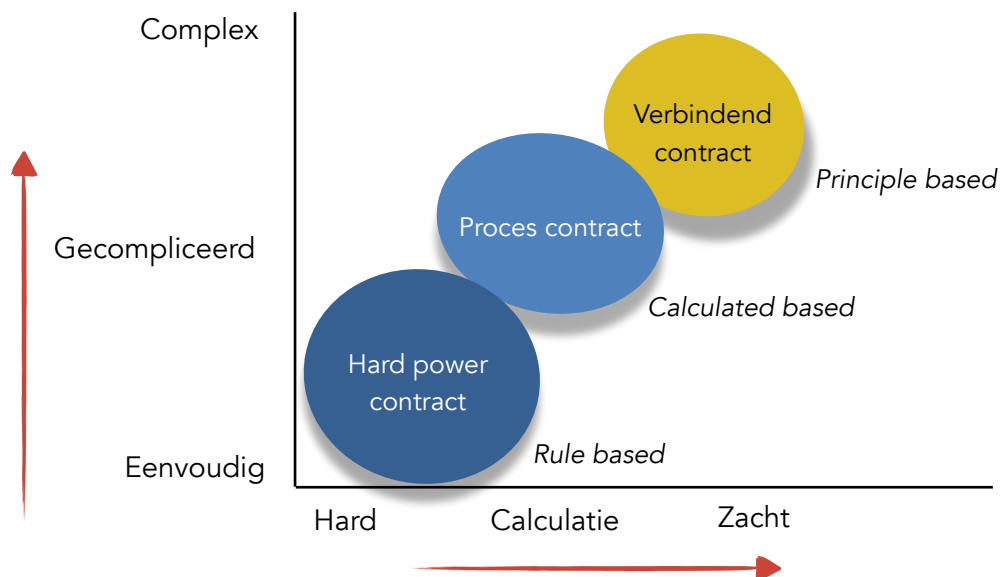 Complex
Verbindend
contract
Principle based
Proces contract
Gecompliceerd
Calculated based
Hard power
contract
Rule based
Eenvoudig
Hard
Calculatie
Zacht